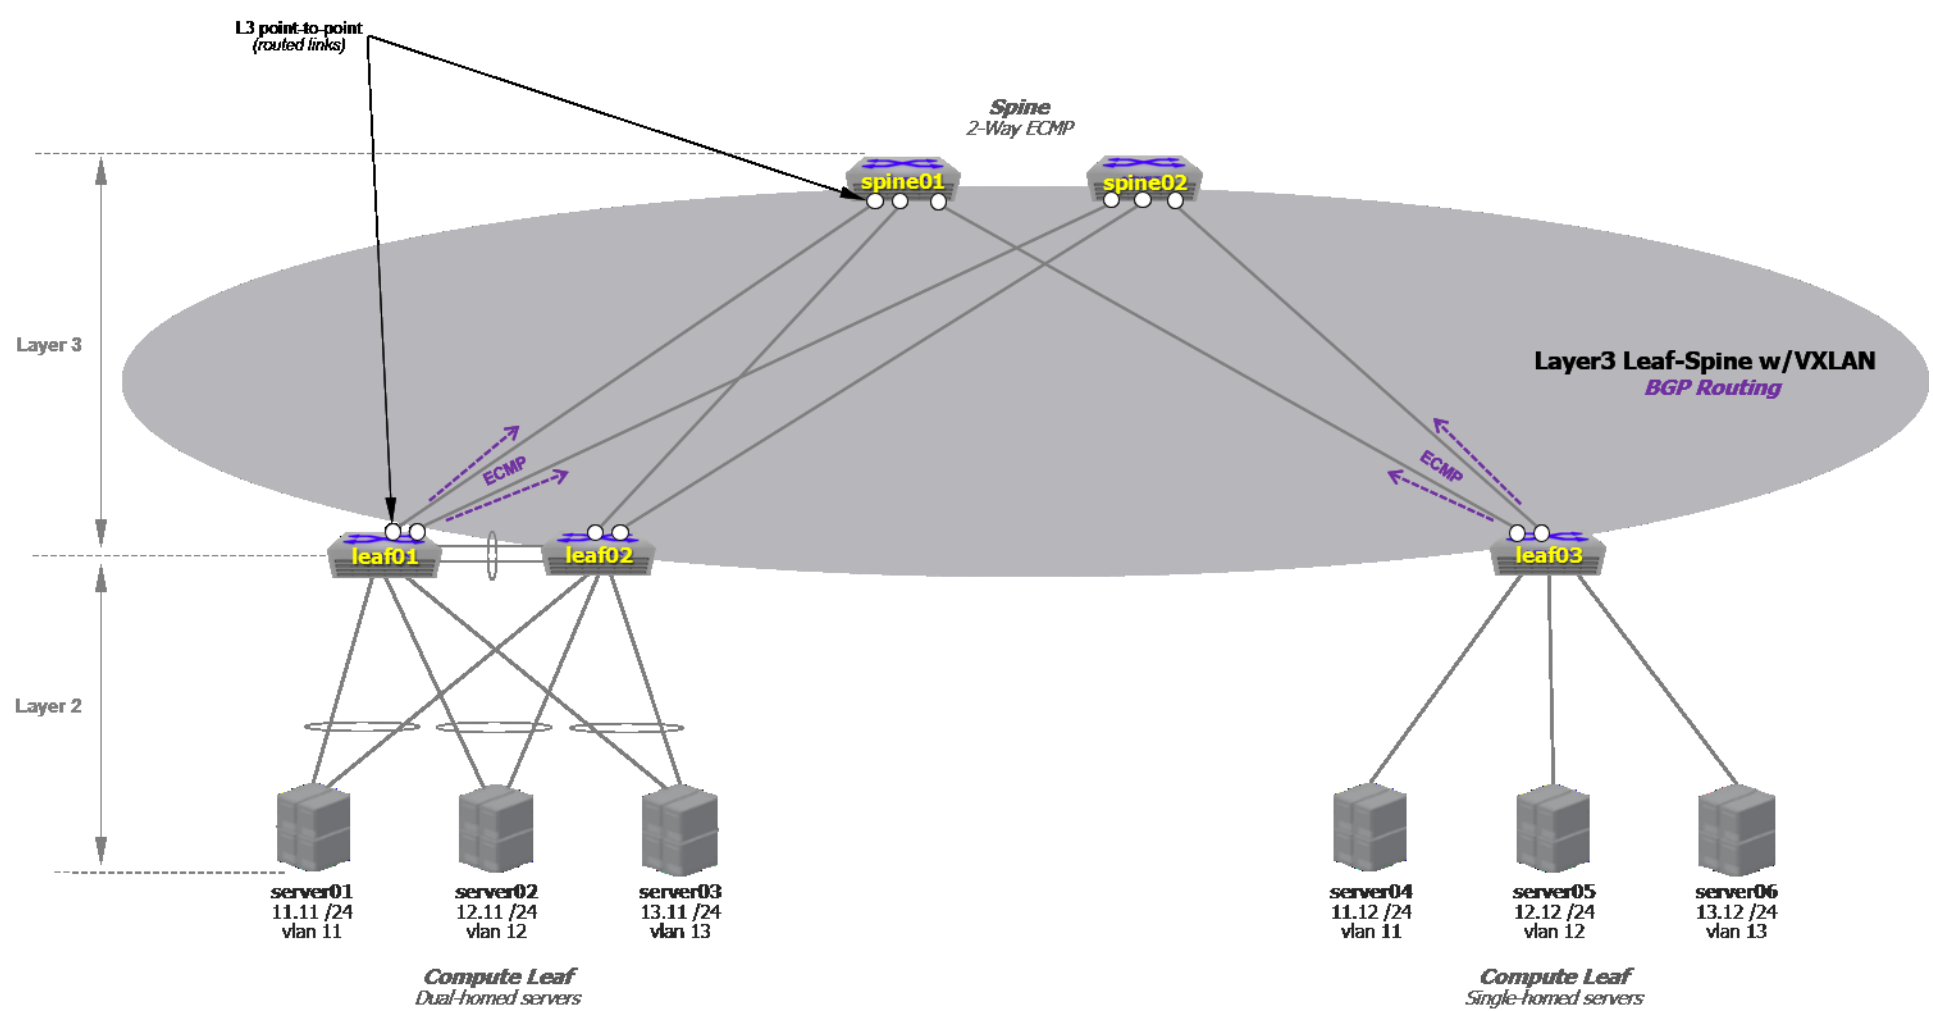 L3 point-to-point
(routed links)
Spine
2-Way ECMP
spine01
spine02
Layer 3
Layer3 Leaf-Spine w/VXLAN
BGP Routing
ECMP
ECMP
leaf01
leaf02
leaf03
Layer 2
server01
11.11 /24
vlan 11
server02
12.11 /24
vlan 12
server03
13.11 /24
vlan 13
server04
11.12 /24
vlan 11
server05
12.12 /24
vlan 12
server06
13.12 /24
vlan 13
Compute Leaf
Dual-homed servers
Compute Leaf
Single-homed servers